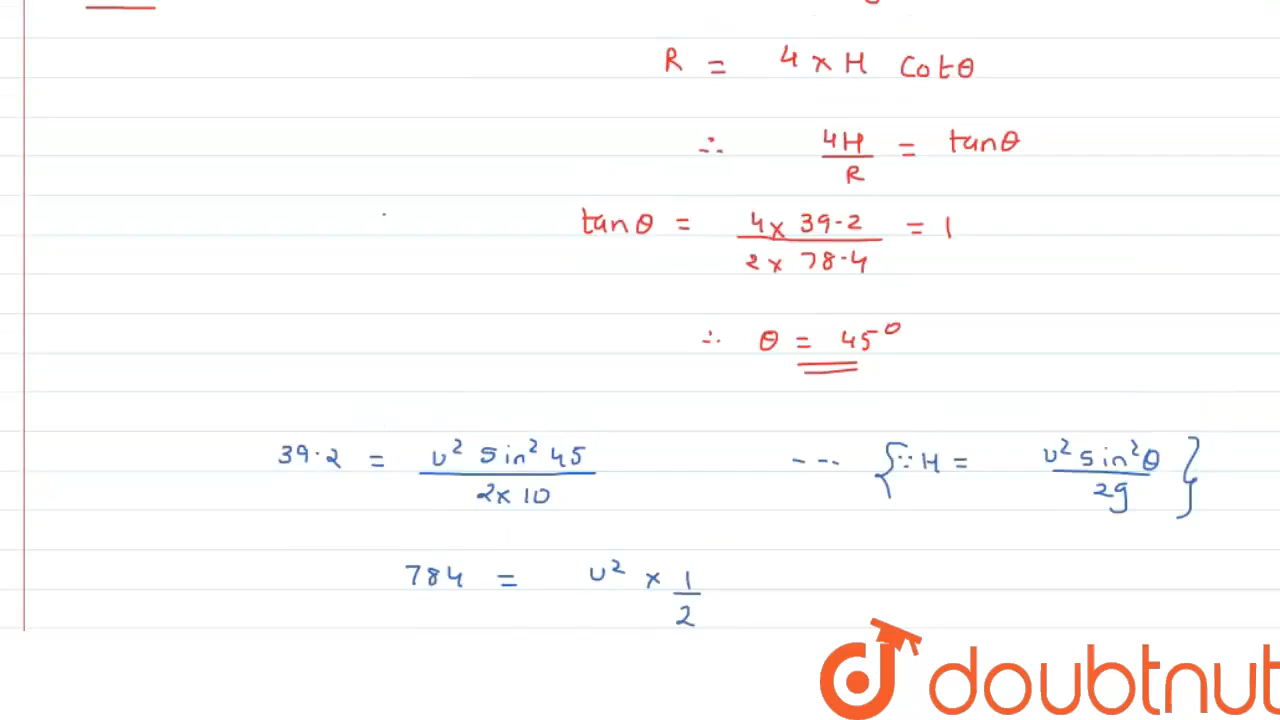 R = 4 × H Cotθ
∴ 4H/R = tanθ
tanθ = 4 × 39.2 / 2 × 78.4 = 1
∴ θ = 45°
39.2 = u² sin² 45 / 2 × 10 --- {∵ H = u² sin²θ / 2g}
784 = u² × 1/2
doubtnut